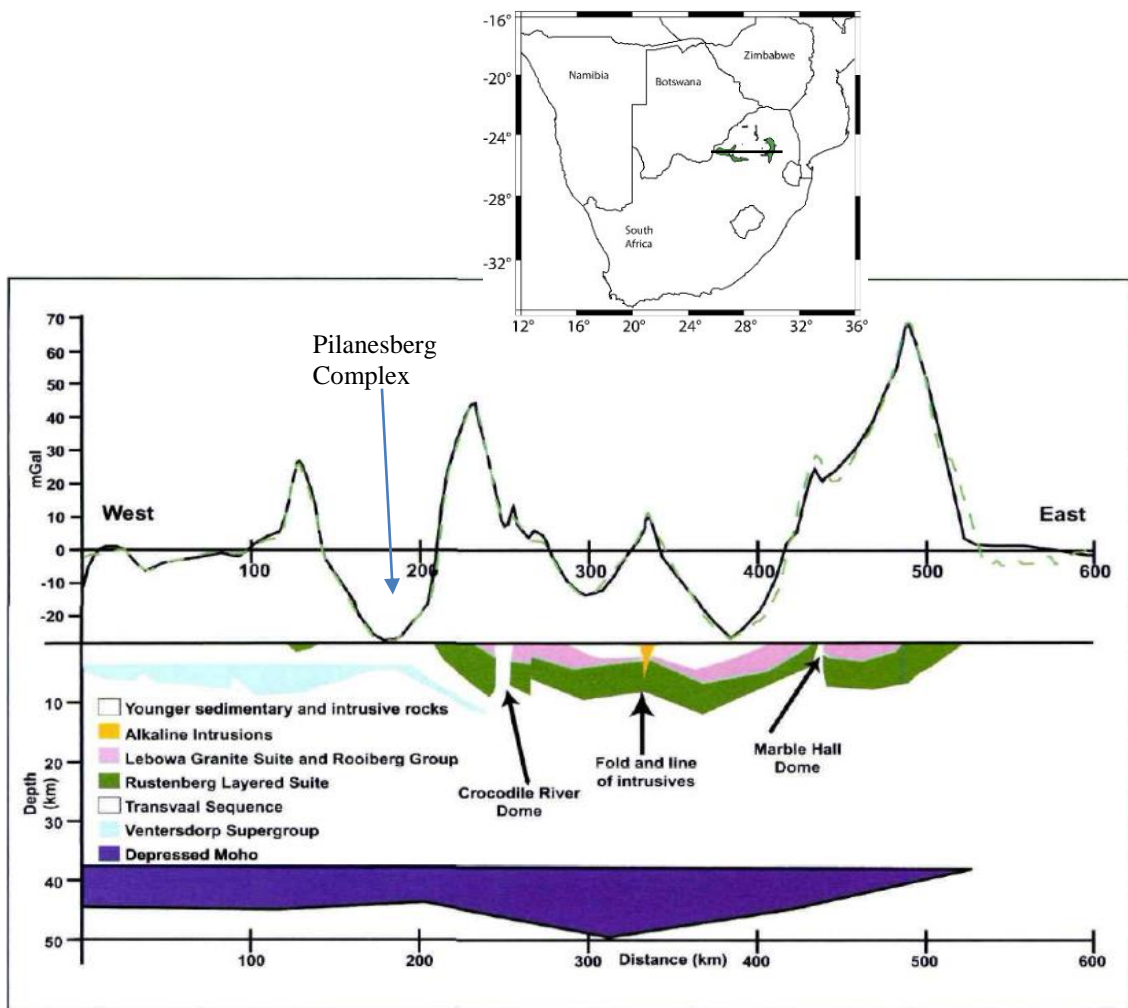 -16°
-20°
-24°
-28°
-32°
Zimbabwe
Namibia
Botswana
South
Africa
12° 16° 20° 24° 28° 32° 36°
70
60
50
40
30
20
10
0
-10
-20
mGal
Pilanesberg
Complex
West
East
100 200 300 400 500 600
10
20
30
40
50
Depth
(km)
Younger sedimentary and intrusive rocks
Alkaline Intrusions
Lebowa Granite Suite and Rooiberg Group
Rustenberg Layered Suite
Transvaal Sequence
Ventersdorp Supergroup
Depressed Moho
Crocodile River
Dome
Fold and line
of intrusives
Marble Hall
Dome
100 200 300 Distance (km) 400 500 600